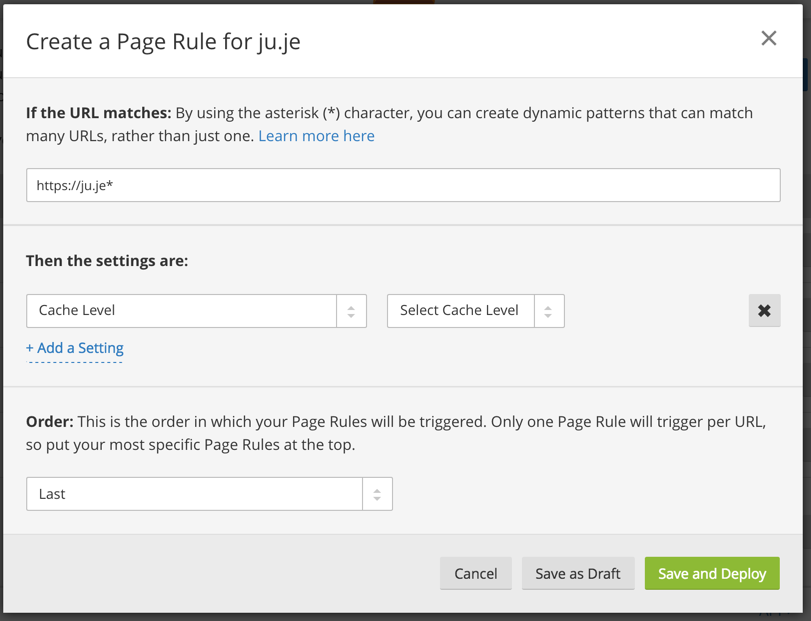 Create a Page Rule for ju.je
If the URL matches: By using the asterisk (*) character, you can create dynamic patterns that can match
many URLs, rather than just one. Learn more here
https://ju.je*
Then the settings are:
Cache Level
Select Cache Level
+ Add a Setting
Order: This is the order in which your Page Rules will be triggered. Only one Page Rule will trigger per URL,
so put your most specific Page Rules at the top.
Last
Cancel
Save as Draft
Save and Deploy